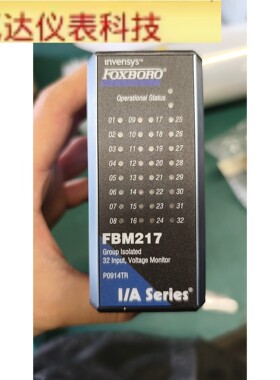 达仪表科技
invensys™
FOXBORO
Operational Status
01 09 17 25
02 10 18 26
03 11 19 27
04 12 20 28
05 13 21 29
06 14 22 30
07 15 23 31
08 16 24 32
FBM217
Group Isolated
32 Input, Voltage Monitor
P0914TR
I/A Series®